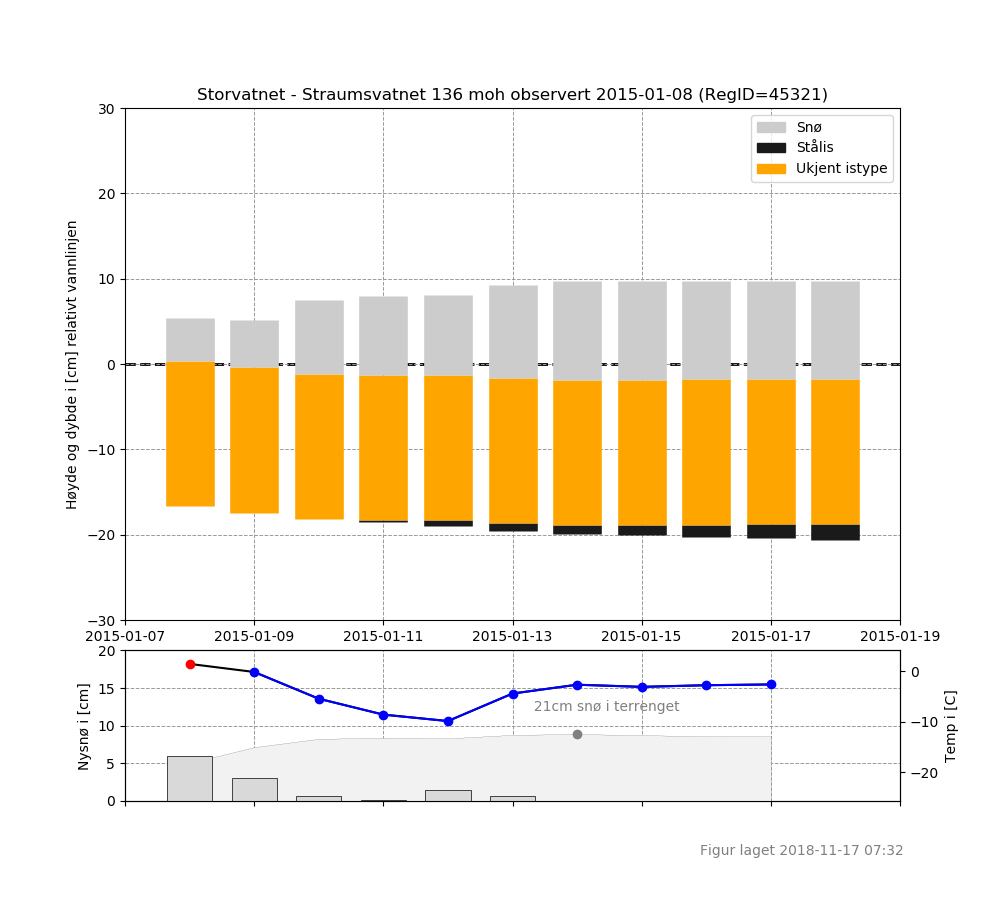 Storvatnet - Straumsvatnet 136 moh observert 2015-01-08 (RegID=45321)
Snø
Stålis
Ukjent istype
Høyde og dybde i [cm] relativt vannlinjen
30
20
10
0
−10
−20
−30
2015-01-07 2015-01-09 2015-01-11 2015-01-13 2015-01-15 2015-01-17 2015-01-19
Nysnø i [cm]
20
15
10
5
0
21cm snø i terrenget
0
−10
−20
Temp i [C]
Figur laget 2018-11-17 07:32